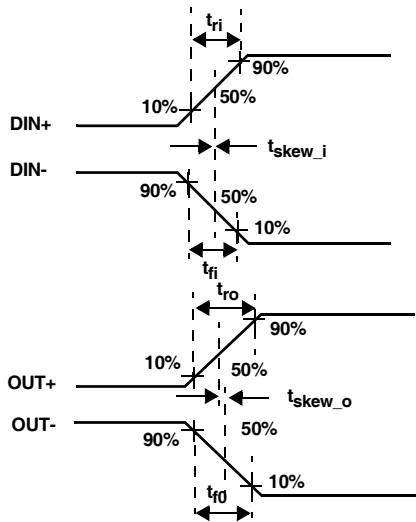 tri
90%
50%
10%
DIN+
tskew_i
DIN-
50%
90%
10%
tfi
tro
90%
10%
50%
OUT+
tskew_o
OUT-
50%
90%
10%
tf0